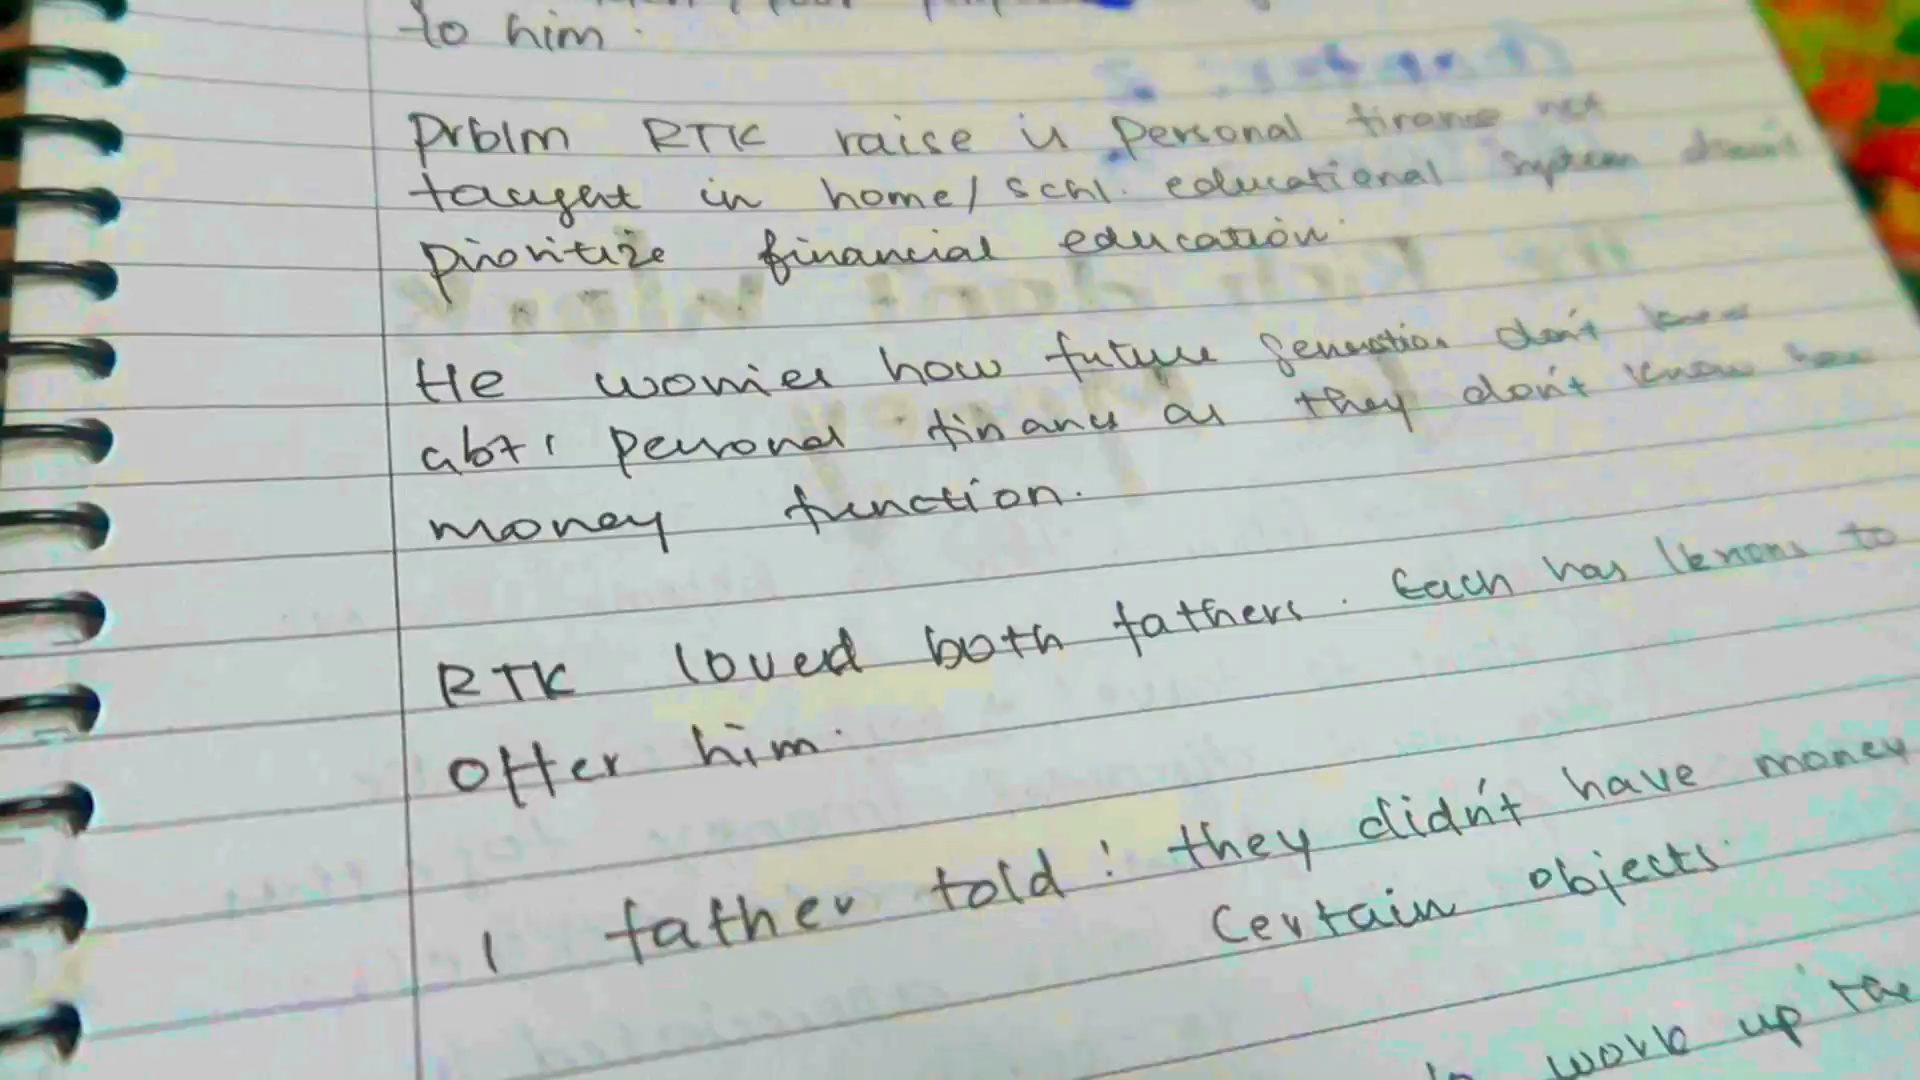 to him.
Prblm RTK raise is Personal finance not
taught in home/schl. educational system doesn't
prioritize financial education.
He worries how future generation don't know
abt. personal finance as they don't know how
money function.
RTK loved both fathers. Each has lknons to
offer him.
1 father told : they didn't have money
Certain objects.
work up the